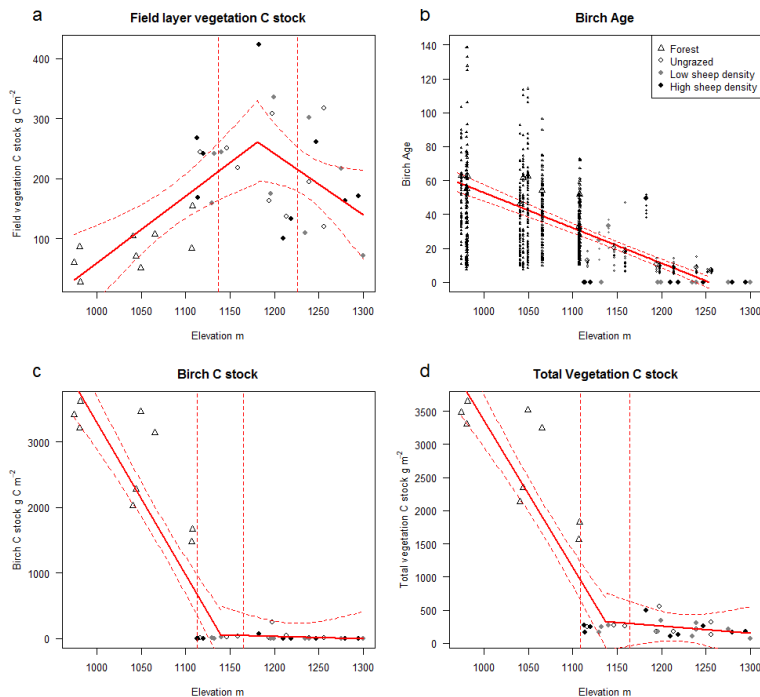 a
Field layer vegetation C stock
Field vegetation C stock g C m⁻²
400
300
200
100
1000 1050 1100 1150 1200 1250 1300
Elevation m
b
Birch Age
Birch Age
140
120
100
80
60
40
20
0
Forest
Ungrazed
Low sheep density
High sheep density
1000 1050 1100 1150 1200 1250 1300
Elevation m
c
Birch C stock
Birch C stock g C m⁻²
3000
2000
1000
0
1000 1050 1100 1150 1200 1250 1300
Elevation m
d
Total Vegetation C stock
Total vegetation C stock g m⁻²
3500
3000
2500
2000
1500
1000
500
0
1000 1050 1100 1150 1200 1250 1300
Elevation m